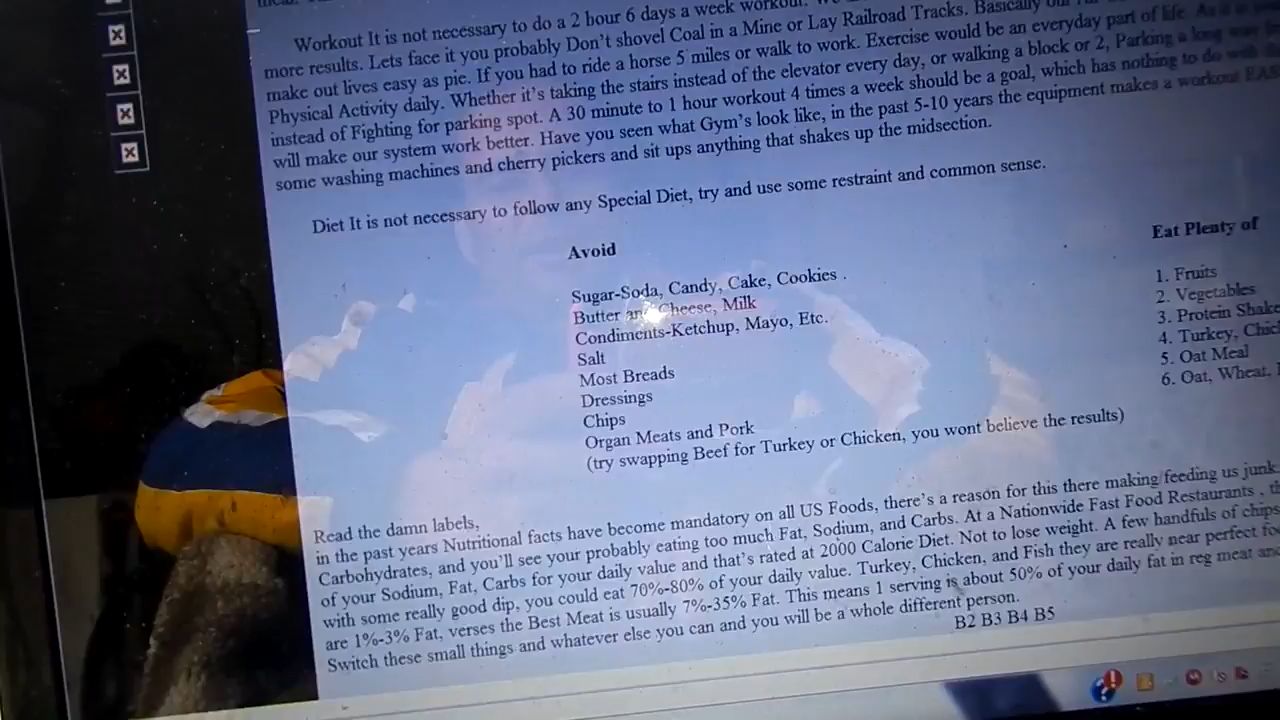 Workout It is not necessary to do a 2 hour 6 days a week workout.
more results. Lets face it you probably Don't shovel Coal in a Mine or Lay Railroad Tracks. Basically
make out lives easy as pie. If you had to ride a horse 5 miles or walk to work. Exercise would be an everyday part of life.
Physical Activity daily. Whether it's taking the stairs instead of the elevator every day, or walking a block or 2, Parking a long way
instead of Fighting for parking spot. A 30 minute to 1 hour workout 4 times a week should be a goal, which has nothing to do with
will make our system work better. Have you seen what Gym's look like, in the past 5-10 years the equipment makes a workout
some washing machines and cherry pickers and sit ups anything that shakes up the midsection.
Diet It is not necessary to follow any Special Diet, try and use some restraint and common sense.
Avoid
Sugar-Soda, Candy, Cake, Cookies .
Butter and Cheese, Milk
Condiments-Ketchup, Mayo, Etc.
Salt
Most Breads
Dressings
Chips
Organ Meats and Pork
(try swapping Beef for Turkey or Chicken, you wont believe the results)
Eat Plenty of
1. Fruits
2. Vegetables
3. Protein Shake
4. Turkey,
5. Oat Meal
6. Oat, Wheat,
Read the damn labels,
in the past years Nutritional facts have become mandatory on all US Foods, there's a reason for this there making/feeding us junk
Carbohydrates, and you'll see your probably eating too much Fat, Sodium, and Carbs. At a Nationwide Fast Food Restaurants ,
of your Sodium, Fat, Carbs for your daily value and that's rated at 2000 Calorie Diet. Not to lose weight. A few handfuls of chips
with some really good dip, you could eat 70%-80% of your daily value. Turkey, Chicken, and Fish they are really near perfect
are 1%-3% Fat, verses the Best Meat is usually 7%-35% Fat. This means 1 serving is about 50% of your daily fat in reg meat
Switch these small things and whatever else you can and you will be a whole different person.
B2 B3 B4 B5